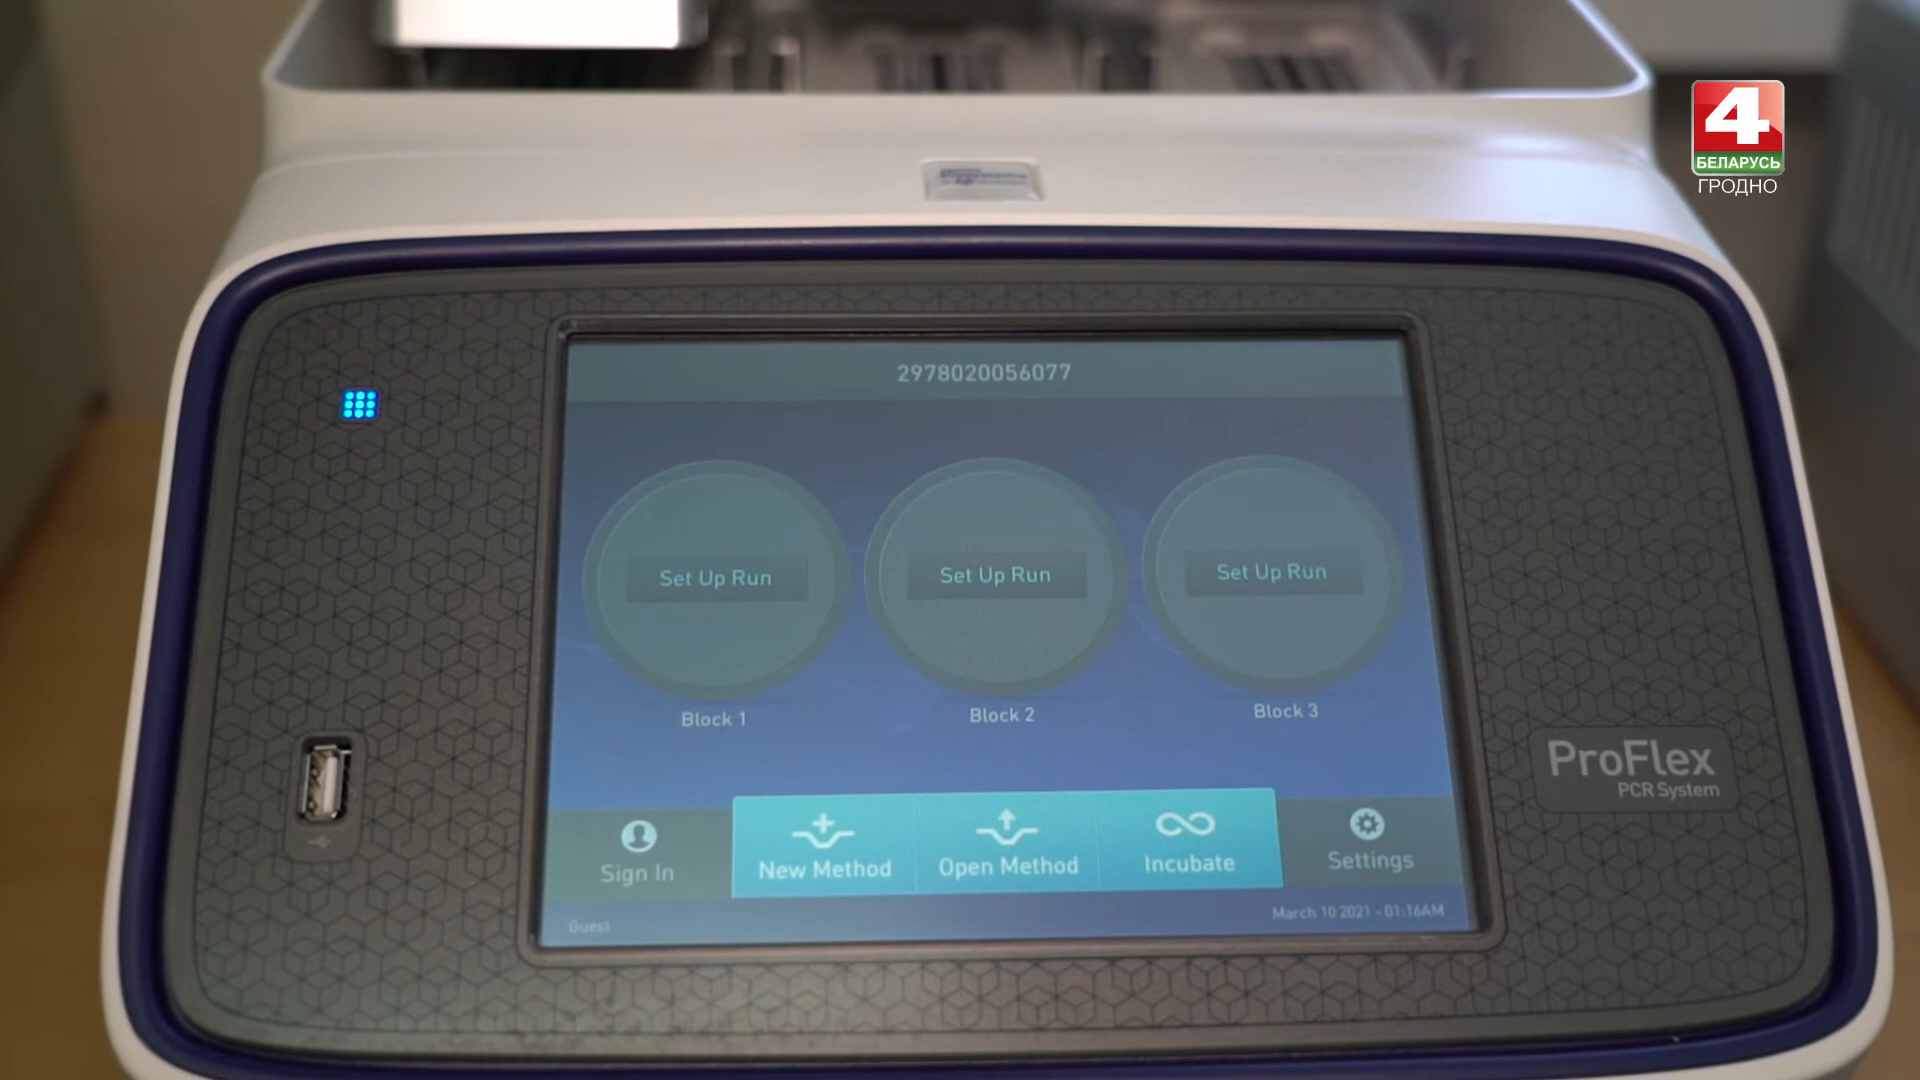 4
БЕЛАРУСЬ
ГРОДНО
2978020056077
Set Up Run
Set Up Run
Set Up Run
Block 1
Block 2
Block 3
ProFlex
PCR System
Sign In
New Method
Open Method
Incubate
Settings
Guest
March 10 2021 - 01:16AM